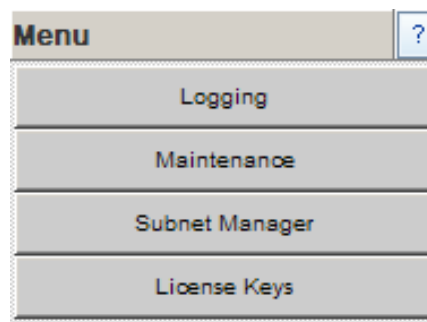 Menu ?
Logging
Maintenance
Subnet Manager
License Keys